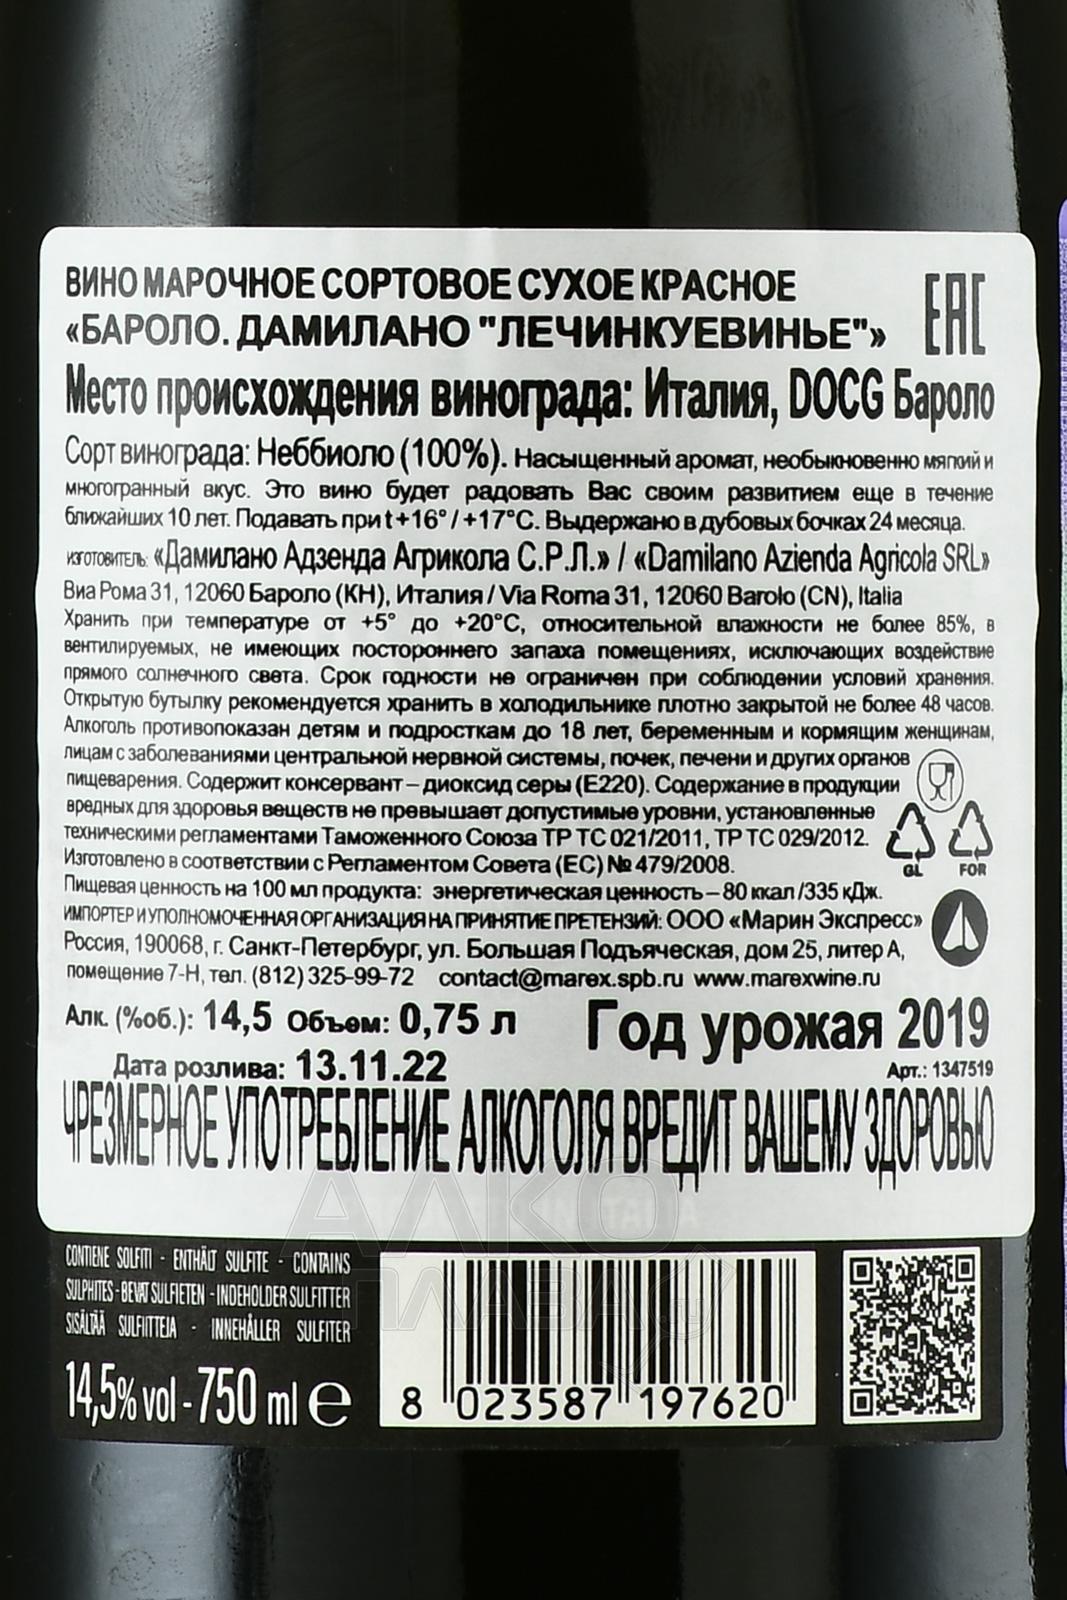 ВИНО МАРОЧНОЕ СОРТОВОЕ СУХОЕ КРАСНОЕ
«БАРОЛО. ДАМИЛАНО "ЛЕЧИНКУЕВИНЬЕ"»
ЕАС
Место происхождения винограда: Италия, DOCG Бароло
Сорт винограда: Неббиоло (100%). Насыщенный аромат, необыкновенно мягкий и
многогранный вкус. Это вино будет радовать Вас своим развитием еще в течение
ближайших 10 лет. Подавать при t +16° / +17°С. Выдержано в дубовых бочках 24 месяца.
ИЗГОТОВИТЕЛЬ: «Дамилано Адзенда Агрикола С.Р.Л.» / «Damilano Azienda Agricola SRL»
Виа Рома 31, 12060 Бароло (КН), Италия / Via Roma 31, 12060 Barolo (CN), Italia
Хранить при температуре от +5° до +20°С, относительной влажности не более 85%, в
вентилируемых, не имеющих постороннего запаха помещениях, исключающих воздействие
прямого солнечного света. Срок годности не ограничен при соблюдении условий хранения.
Открытую бутылку рекомендуется хранить в холодильнике плотно закрытой не более 48 часов.
Алкоголь противопоказан детям и подросткам до 18 лет, беременным и кормящим женщинам,
лицам с заболеваниями центральной нервной системы, почек, печени и других органов
пищеварения. Содержит консервант – диоксид серы (Е220). Содержание в продукции
вредных для здоровья веществ не превышает допустимые уровни, установленные
техническими регламентами Таможенного Союза ТР ТС 021/2011, ТР ТС 029/2012.
GL FOR
Изготовлено в соответствии с Регламентом Совета (ЕС) № 479/2008.
Пищевая ценность на 100 мл продукта: энергетическая ценность – 80 ккал /335 кДж.
ИМПОРТЕР И УПОЛНОМОЧЕННАЯ ОРГАНИЗАЦИЯ НА ПРИНЯТИЕ ПРЕТЕНЗИЙ: ООО «Марин Экспресс»
Россия, 190068, г. Санкт-Петербург, ул. Большая Подъяческая, дом 25, литер А,
помещение 7-Н, тел. (812) 325-99-72 contact@marex.spb.ru www.marexwine.ru
Алк. (%об.): 14,5 Объем: 0,75 л
Год урожая 2019
Дата розлива: 13.11.22
Арт.: 1347519
ЧРЕЗМЕРНОЕ УПОТРЕБЛЕНИЕ АЛКОГОЛЯ ВРЕДИТ ВАШЕМУ ЗДОРОВЬЮ
АЛКО
ПЛАЗА.ru
CONTIENE SOLFITI - ENTHÄLT SULFITE - CONTAINS
SULPHITES - BEVAT SULFIETEN - INDEHOLDER SULFITTER
SISÄLTÄÄ SULFIITTEJA - INNEHÅLLER SULFITER
14,5% vol - 750 ml e
8 023587 197620